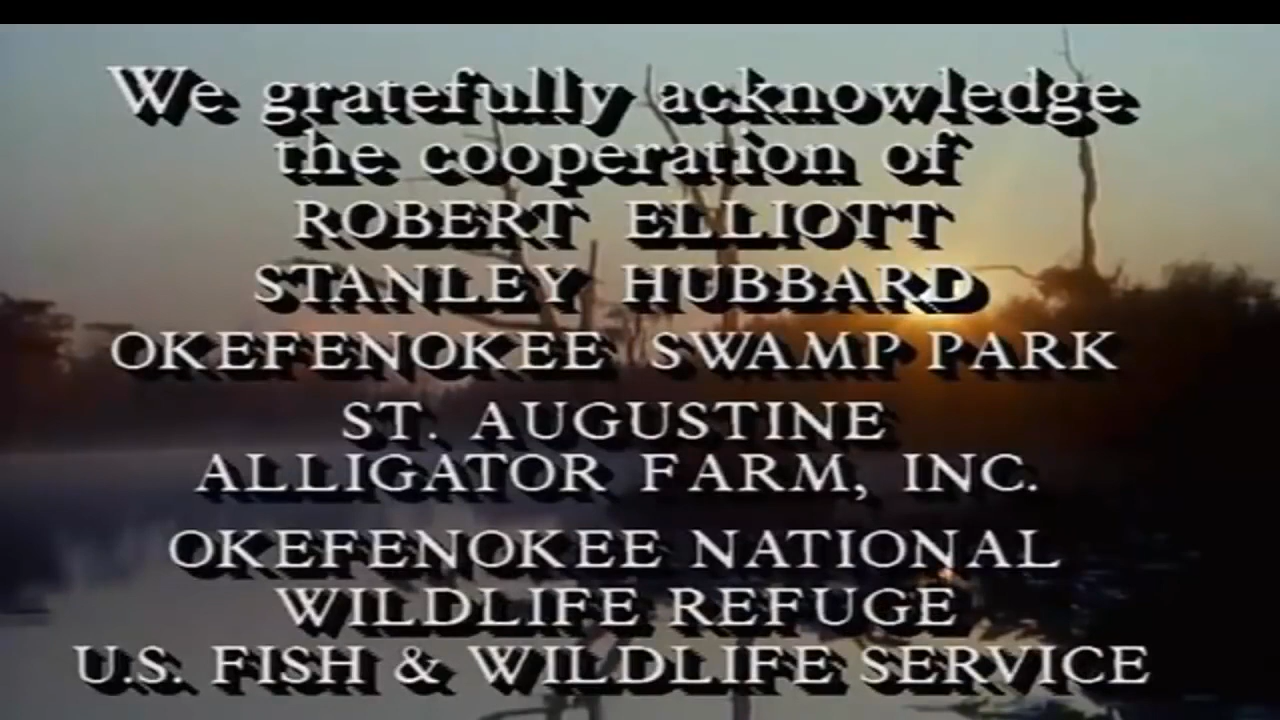 We gratefully acknowledge
the cooperation of
ROBERT ELLIOTT
STANLEY HUBBARD
OKEFENOKEE SWAMP PARK
ST. AUGUSTINE
ALLIGATOR FARM, INC.
OKEFENOKEE NATIONAL
WILDLIFE REFUGE
U.S. FISH & WILDLIFE SERVICE